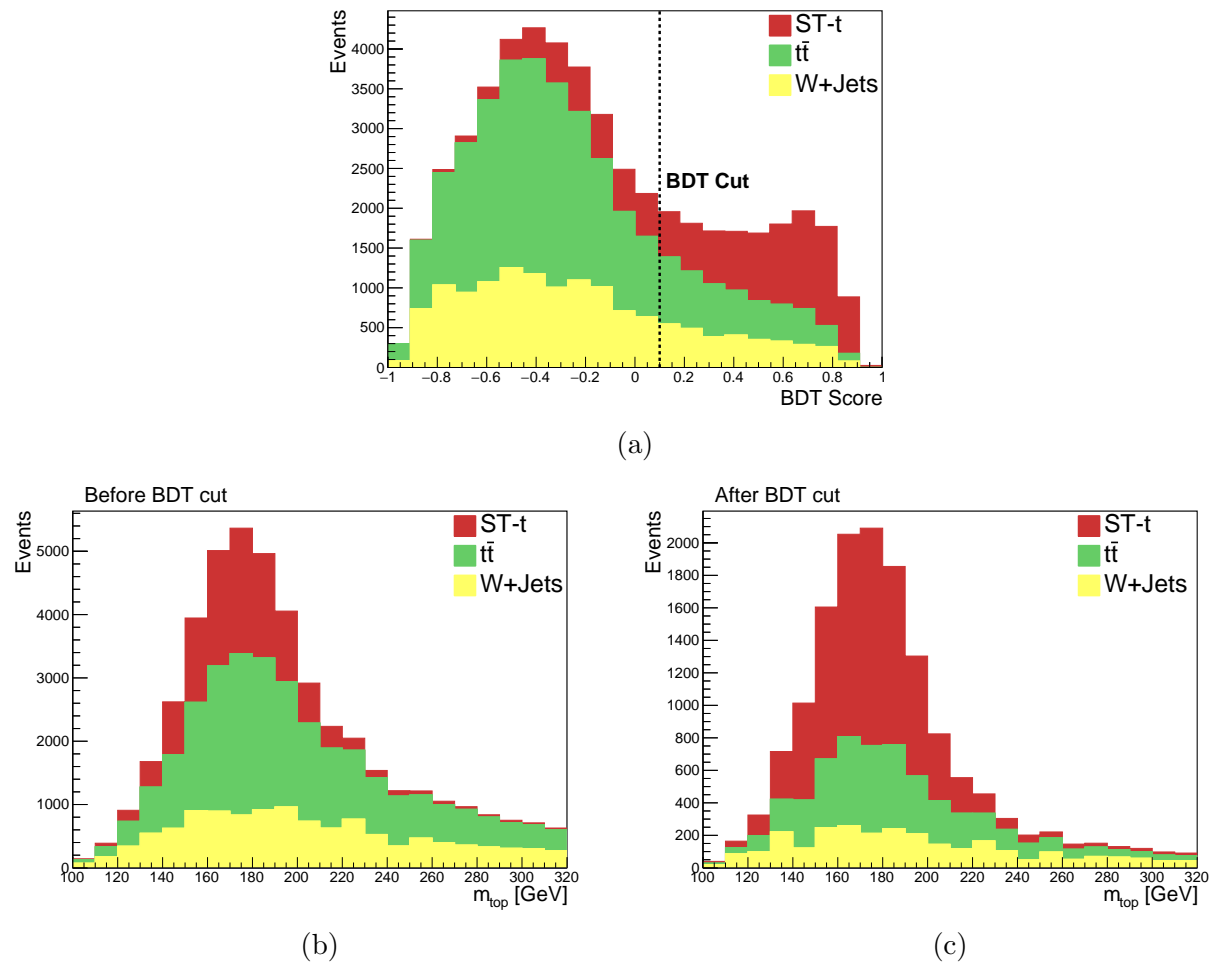 Events
4000
3500
3000
2500
2000
1500
1000
500
0
ST-t
tt̄
W+Jets
BDT Cut
−1 −0.8 −0.6 −0.4 −0.2 0 0.2 0.4 0.6 0.8 1
BDT Score
(a)
Before BDT cut
Events
5000
4000
3000
2000
1000
0
ST-t
tt̄
W+Jets
100 120 140 160 180 200 220 240 260 280 300 320
m_top [GeV]
(b)
After BDT cut
Events
2000
1800
1600
1400
1200
1000
800
600
400
200
0
ST-t
tt̄
W+Jets
100 120 140 160 180 200 220 240 260 280 300 320
m_top [GeV]
(c)